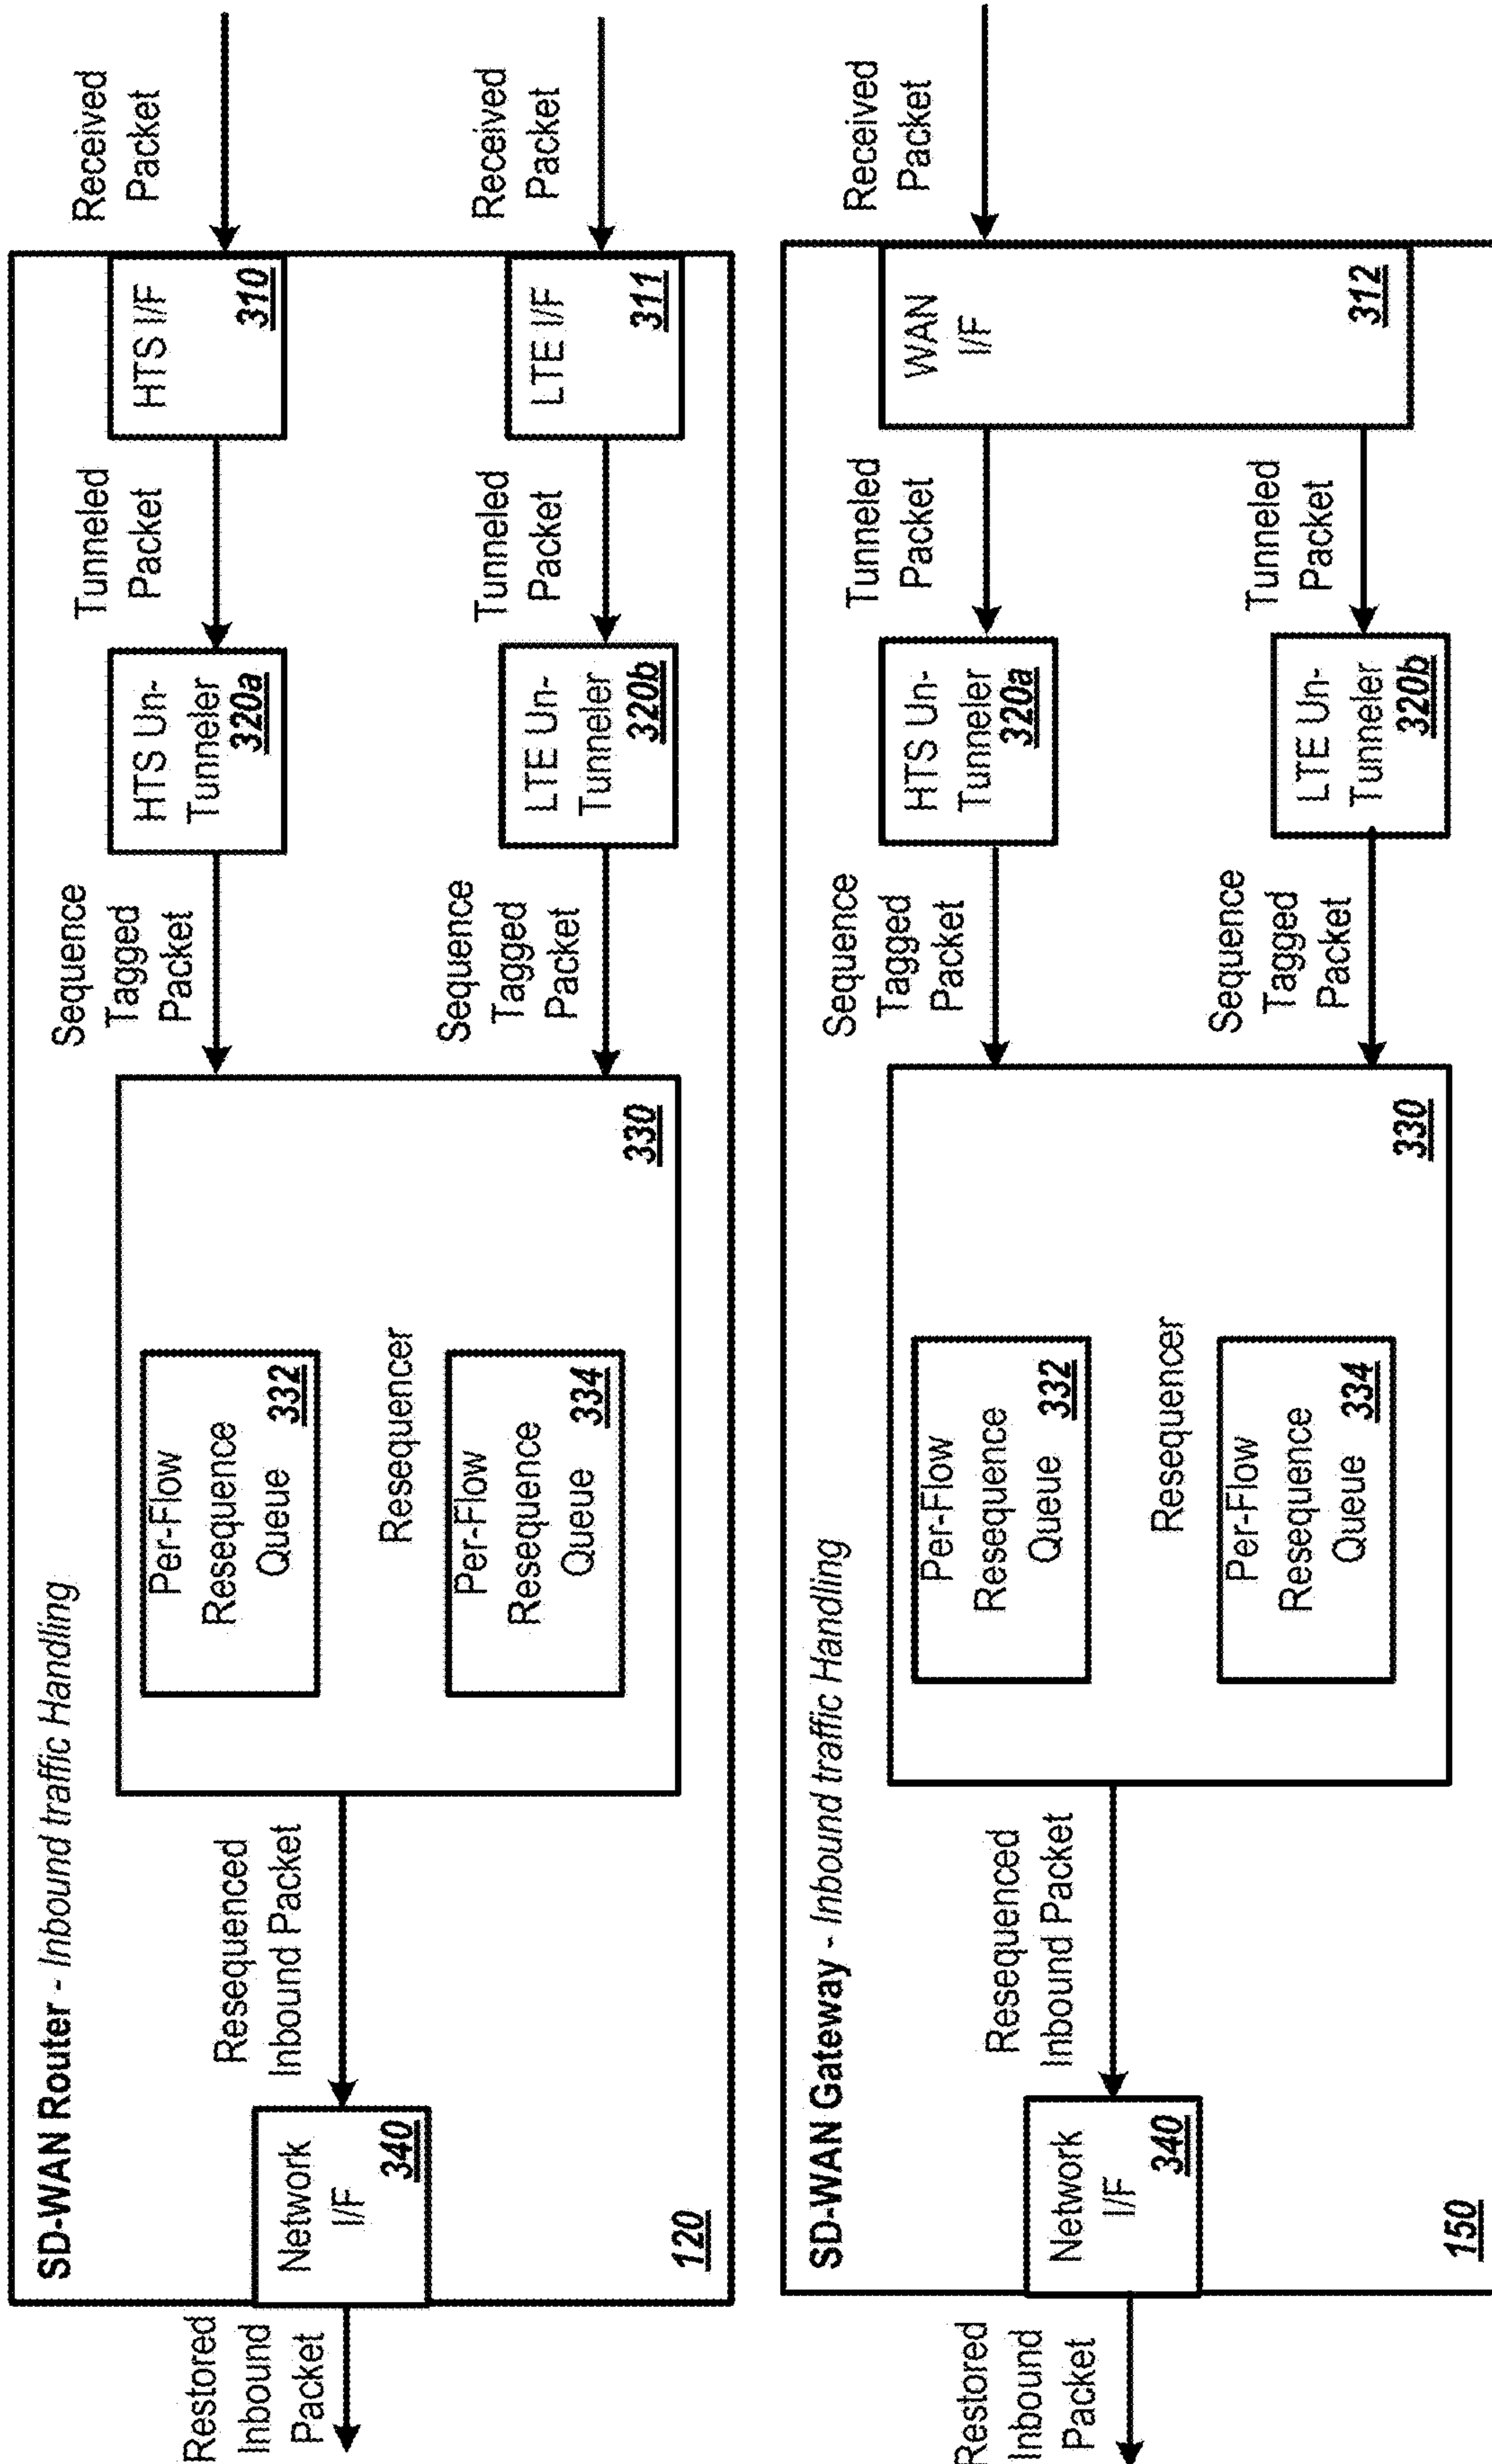 SD-WAN Router - Inbound traffic Handling
Restored
Inbound
Packet
Network
I/F
340
120
Resequenced
Inbound Packet
Per-Flow
Resequence
Queue
332
Resequencer
Per-Flow
Resequence
Queue
334
330
Sequence
Tagged
Packet
Sequence
Tagged
Packet
HTS Un-
Tunneler
320a
LTE Un-
Tunneler
320b
Tunneled
Packet
Tunneled
Packet
HTS I/F
310
LTE I/F
311
Received
Packet
Received
Packet
SD-WAN Gateway - Inbound traffic Handling
Restored
Inbound
Packet
Network
I/F
340
150
Resequenced
Inbound Packet
Per-Flow
Resequence
Queue
332
Resequencer
Per-Flow
Resequence
Queue
334
330
Sequence
Tagged
Packet
Sequence
Tagged
Packet
HTS Un-
Tunneler
320a
LTE Un-
Tunneler
320b
Tunneled
Packet
Tunneled
Packet
WAN
I/F
312
Received
Packet